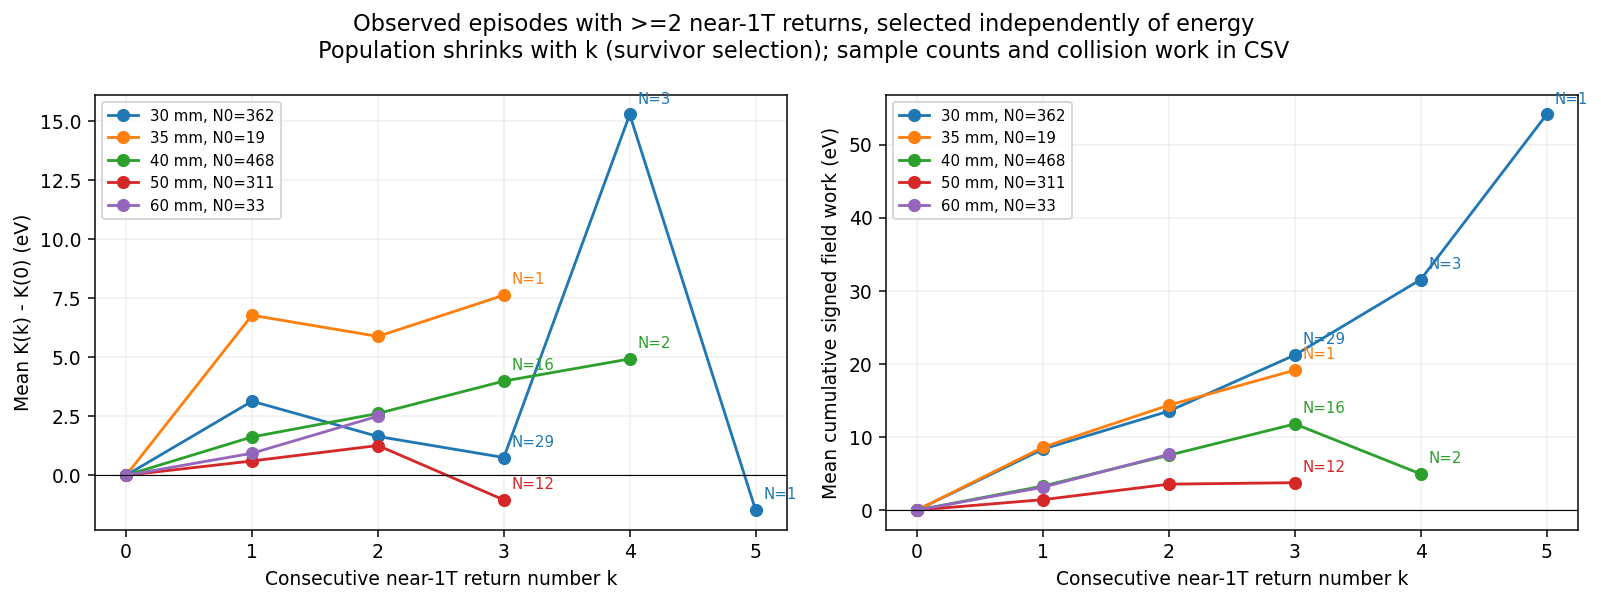 Observed episodes with >=2 near-1T returns, selected independently of energy
Population shrinks with k (survivor selection); sample counts and collision work in CSV
Mean K(k) - K(0) (eV)
15.0
12.5
10.0
7.5
5.0
2.5
0.0
30 mm, N0=362
35 mm, N0=19
40 mm, N0=468
50 mm, N0=311
60 mm, N0=33
N=3
N=1
N=2
N=16
N=29
N=12
N=1
0 1 2 3 4 5
Consecutive near-1T return number k
Mean cumulative signed field work (eV)
50
40
30
20
10
0
30 mm, N0=362
35 mm, N0=19
40 mm, N0=468
50 mm, N0=311
60 mm, N0=33
N=1
N=3
N=29
N=1
N=16
N=2
N=12
0 1 2 3 4 5
Consecutive near-1T return number k